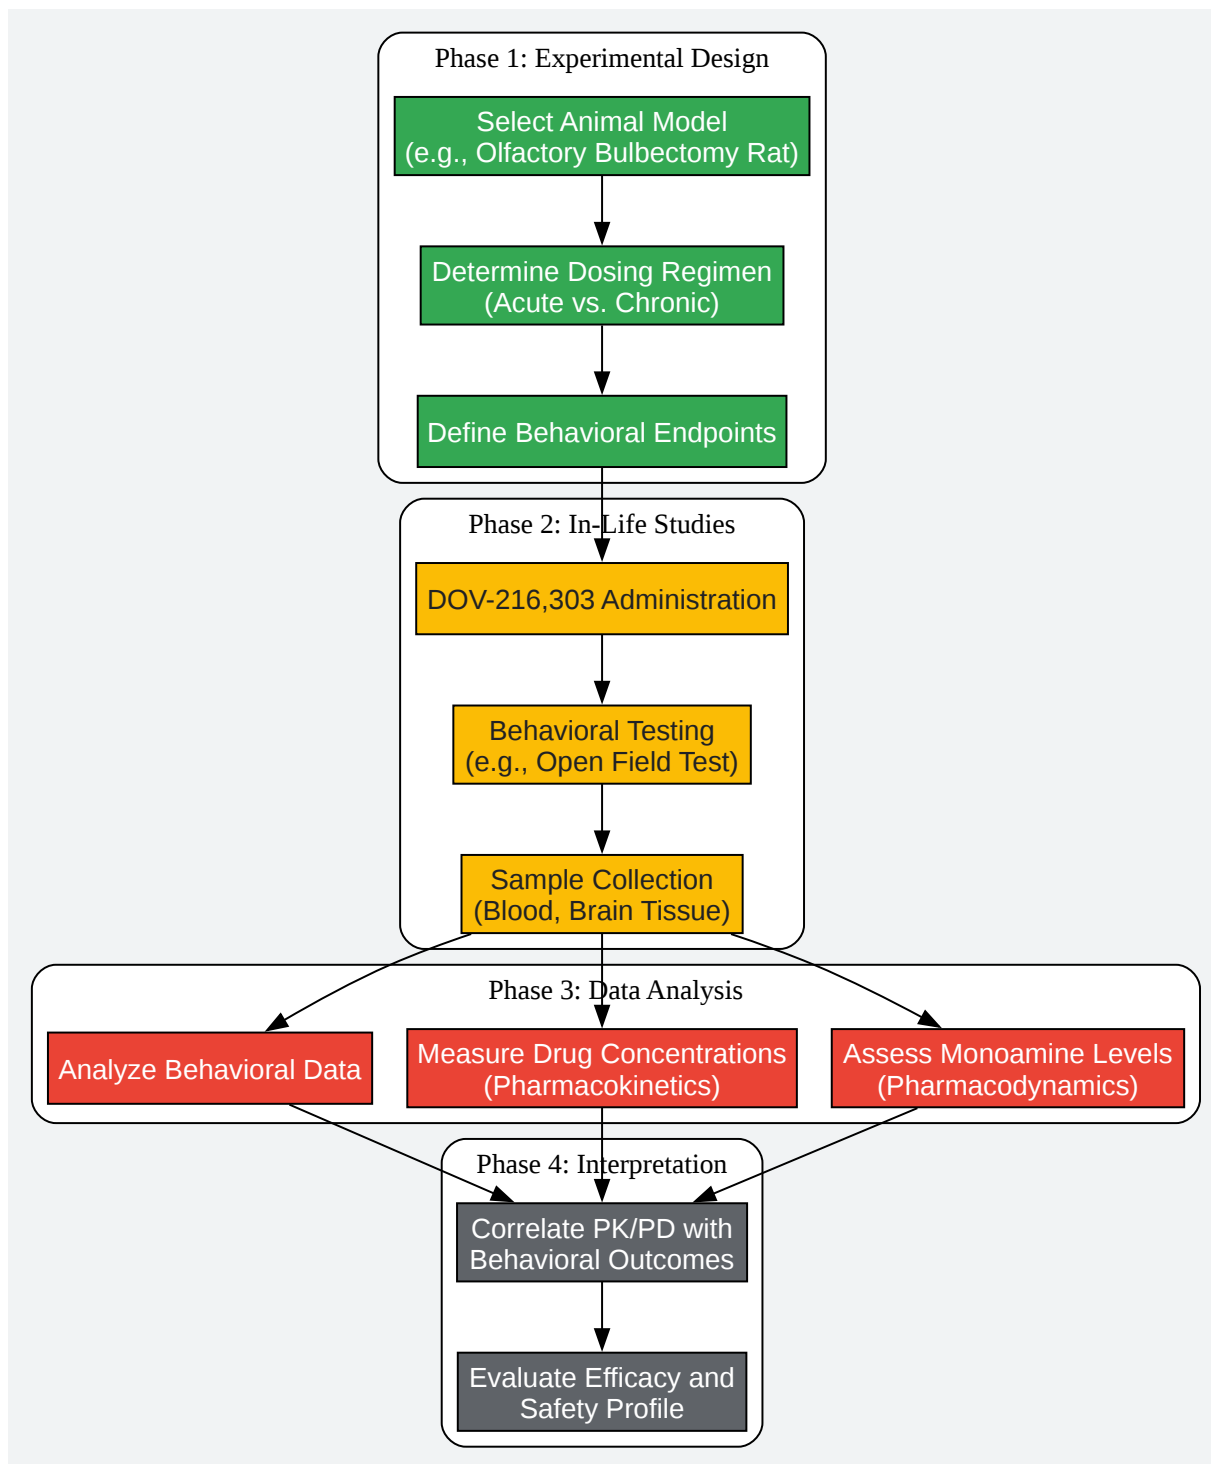 Phase 1: Experimental Design
Select Animal Model
(e.g., Olfactory Bulbectomy Rat)
Determine Dosing Regimen
(Acute vs. Chronic)
Define Behavioral Endpoints
Phase 2: In-Life Studies
DOV-216,303 Administration
Behavioral Testing
(e.g., Open Field Test)
Sample Collection
(Blood, Brain Tissue)
Phase 3: Data Analysis
Analyze Behavioral Data
Measure Drug Concentrations
(Pharmacokinetics)
Assess Monoamine Levels
(Pharmacodynamics)
Phase 4: Interpretation
Correlate PK/PD with
Behavioral Outcomes
Evaluate Efficacy and
Safety Profile